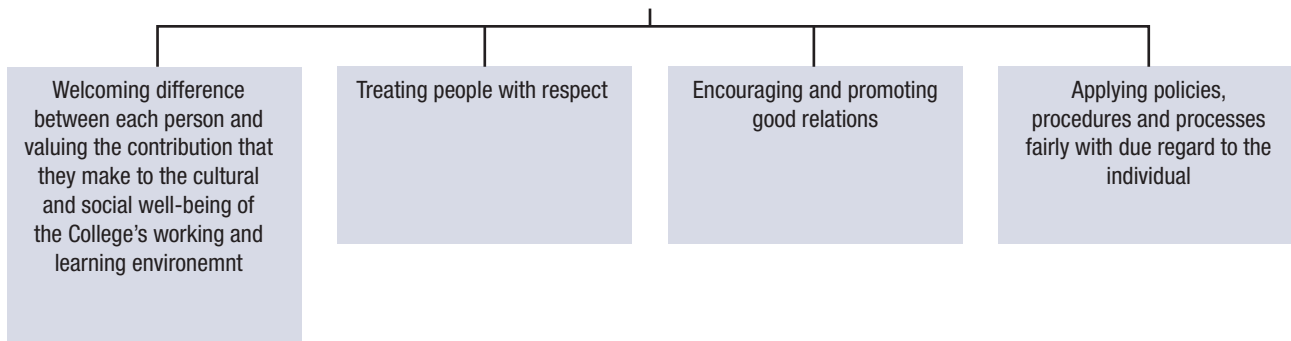 Welcoming difference
between each person and
valuing the contribution that
they make to the cultural
and social well-being of
the College's working and
learning environemnt
Treating people with respect
Encouraging and promoting
good relations
Applying policies,
procedures and processes
fairly with due regard to the
individual